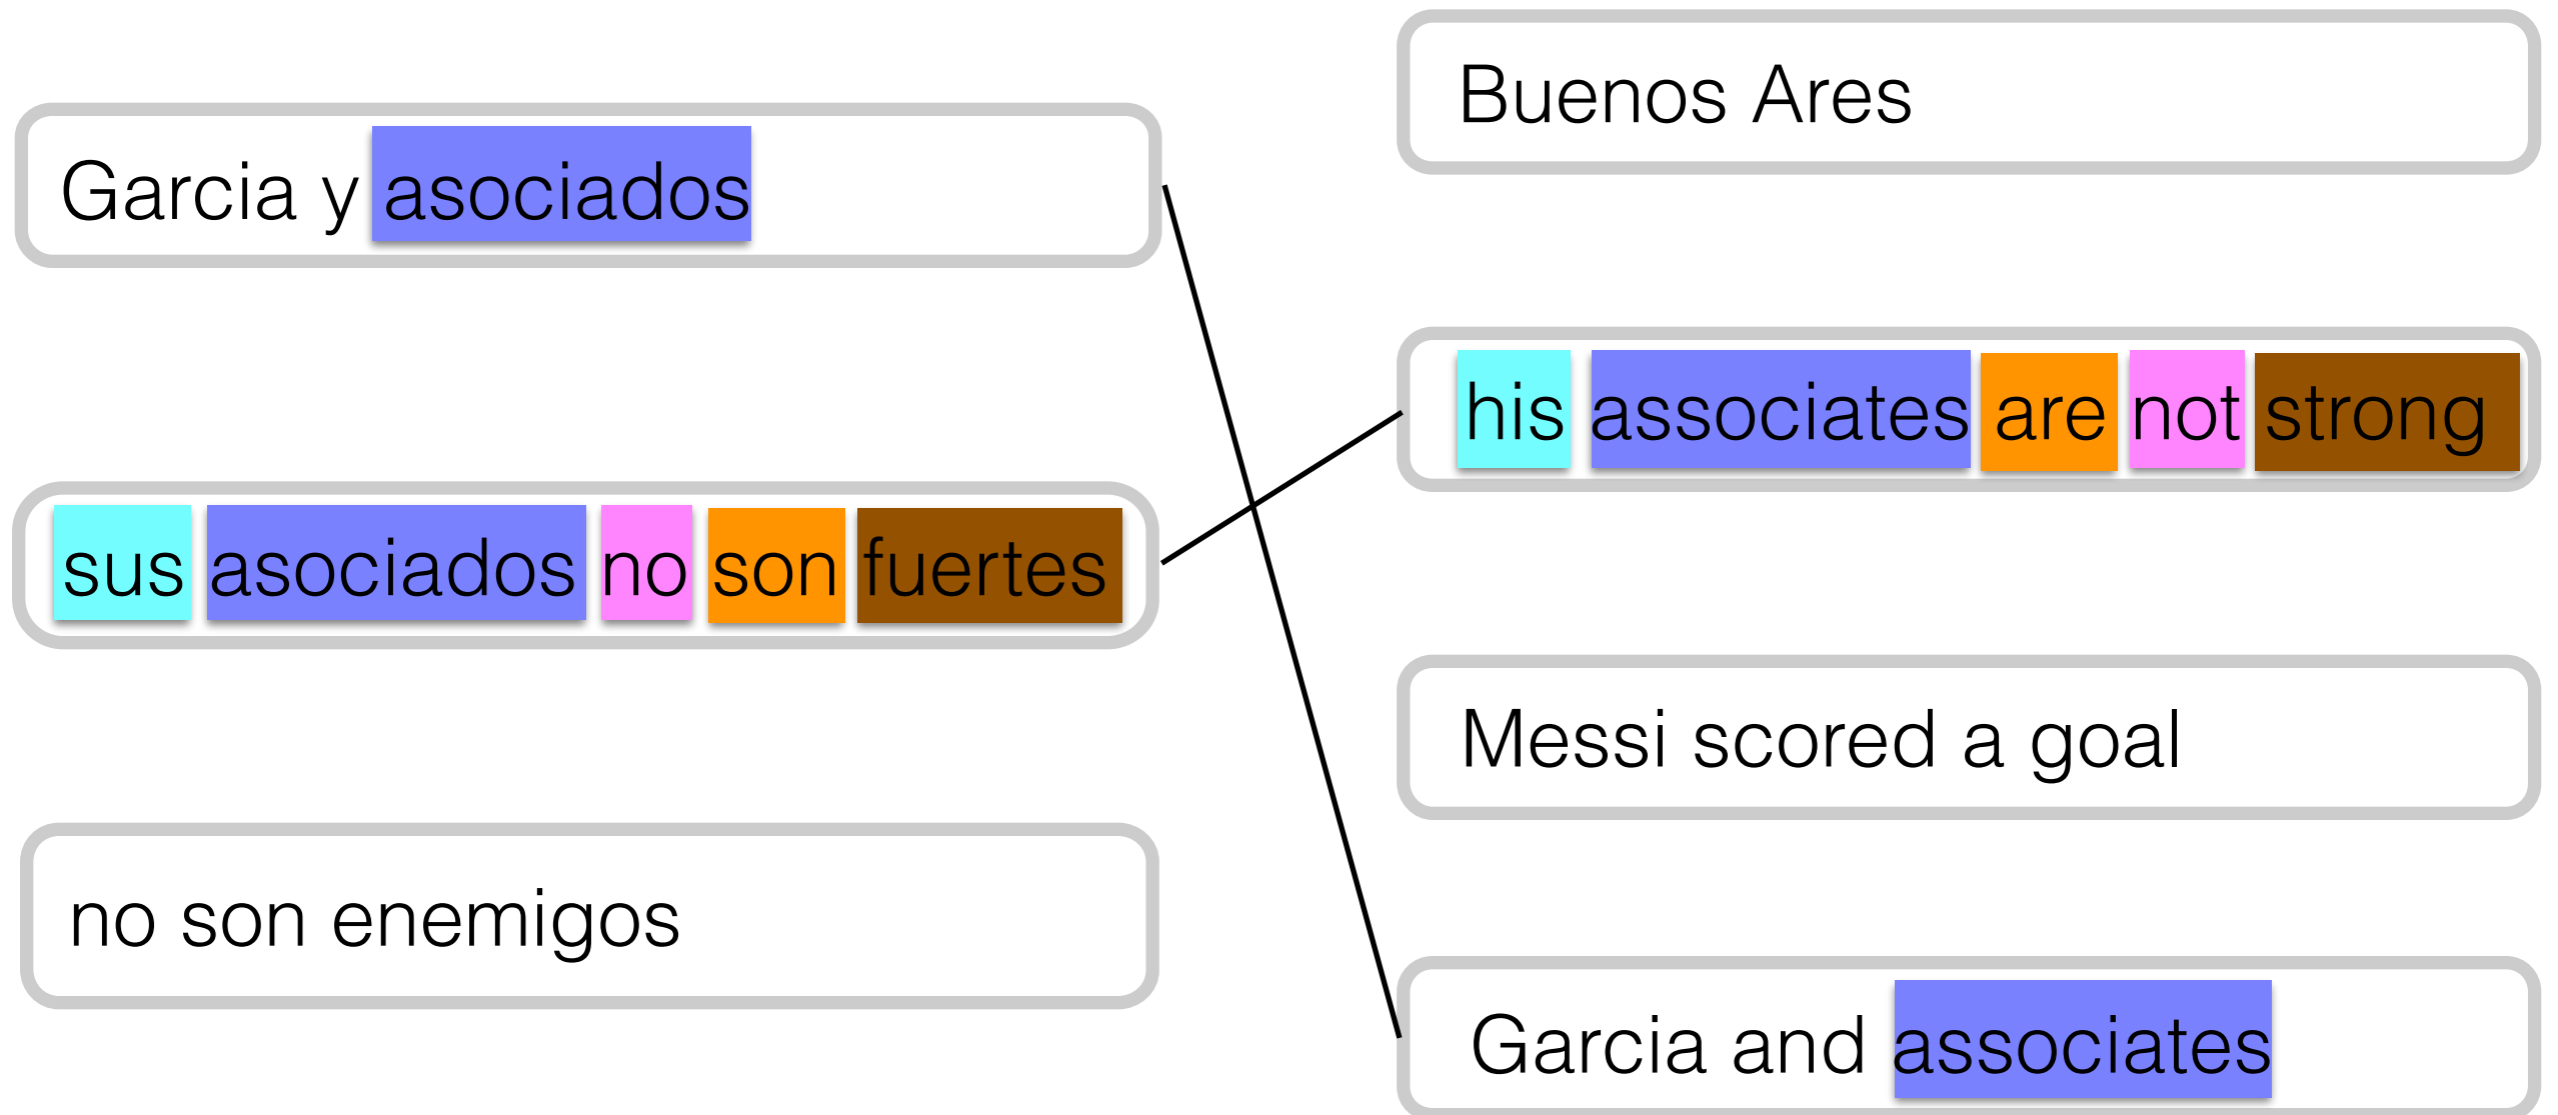 Garcia y asociados
sus asociados no son fuertes
no son enemigos
Buenos Ares
his associates are not strong
Messi scored a goal
Garcia and associates